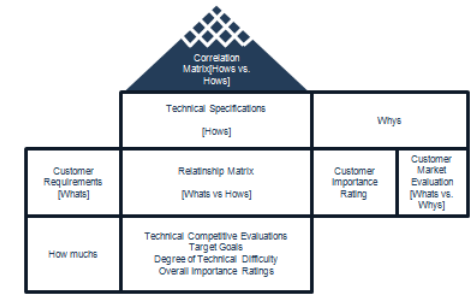 Correlation
Matrix[Hows vs.
Hows]
Technical Specifications
[Hows]
Whys
Customer
Requirements
[Whats]
Relatinship Matrix
[Whats vs Hows]
Customer
Importance
Rating
Customer
Market
Evaluation
[Whats vs.
Whys]
How muchs
Technical Competitive Evaluations
Target Goals
Degree of Technical Difficulty
Overall Importance Ratings